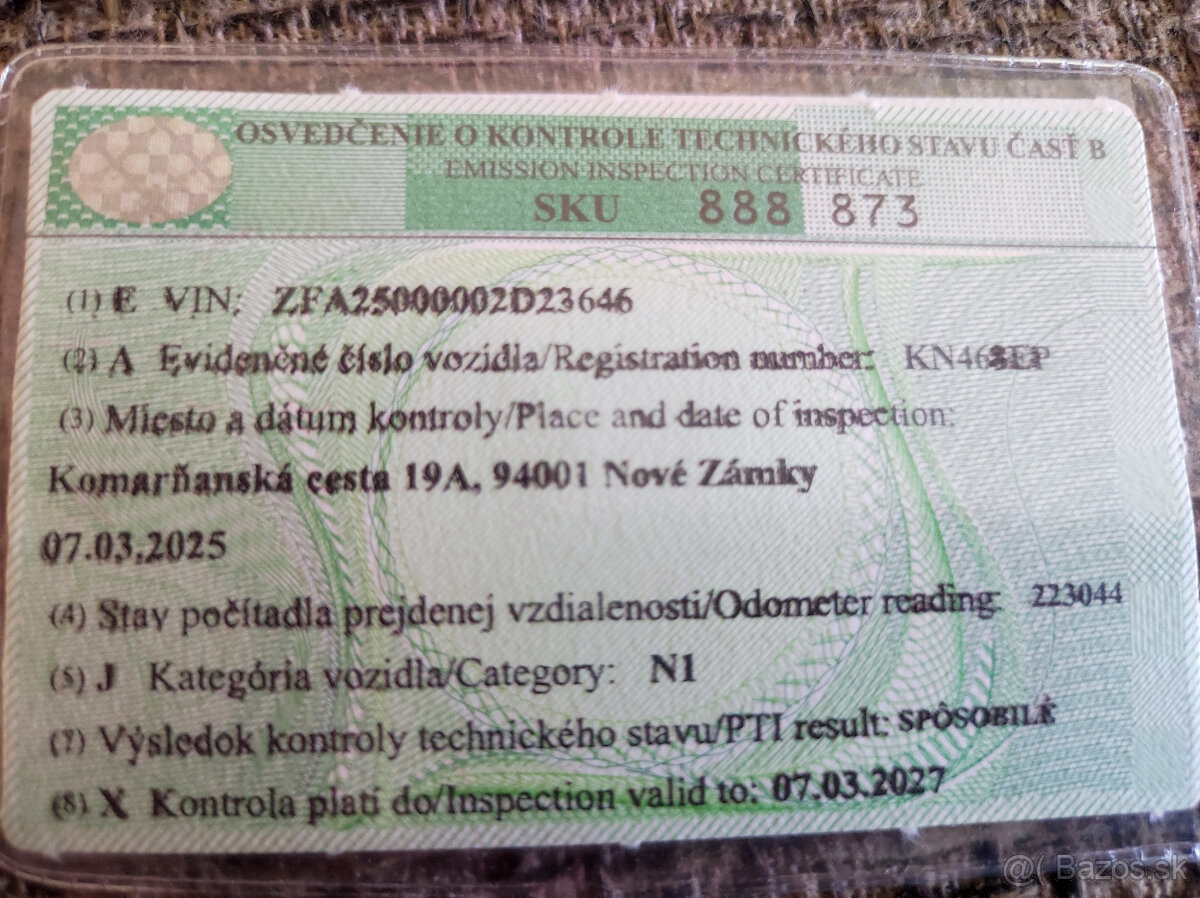 OSVEDČENIE O KONTROLE TECHNICKÉHO STAVU ČASŤ B
EMISSION INSPECTION CERTIFICATE
SKU 888 873
(1) E VIN: ZFA25000002D23646
(2) A Evidenčné číslo vozidla/Registration number:
(3) Miesto a dátum kontroly/Place and date of inspection:
Komárňanská cesta 19A, 94001 Nové Zámky
07.03.2025
(4) Stav počítadla prejdenej vzdialenosti/Odometer reading: 223044
(5) J Kategória vozidla/Category: N1
(7) Výsledok kontroly technického stavu/PTI result: SPÔSOBILÉ
(8) X Kontrola platí do/Inspection valid to: 07.03.2027
Bazos.sk